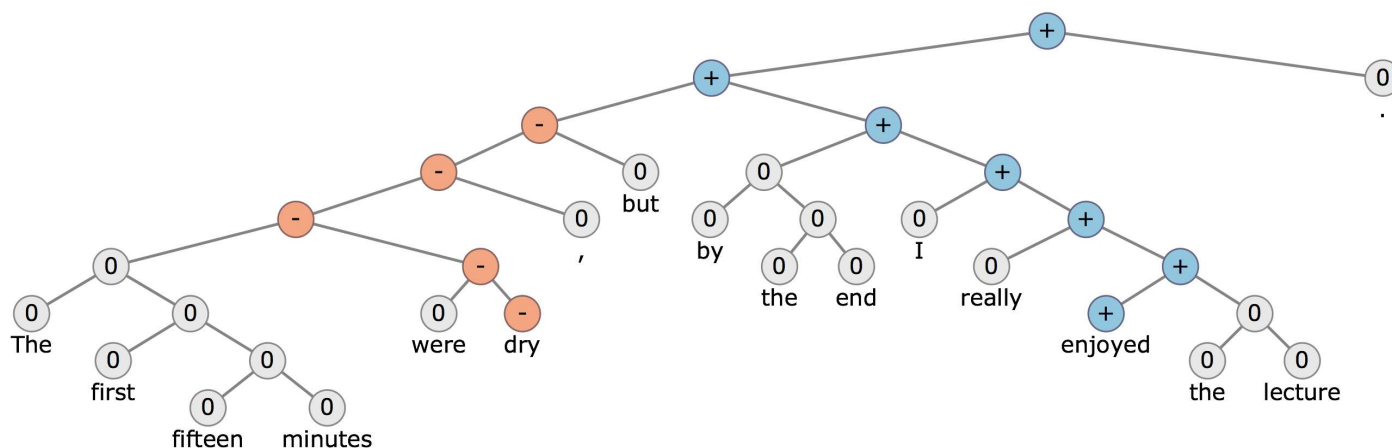 +
+ 0
.
- +
- 0 0 +
but
- 0 0 0 0 +
, by I
0 - 0 0 0 +
the end really
0 0 0 - + 0
The were dry enjoyed
0 0 0 0
first the lecture
0 0
fifteen minutes